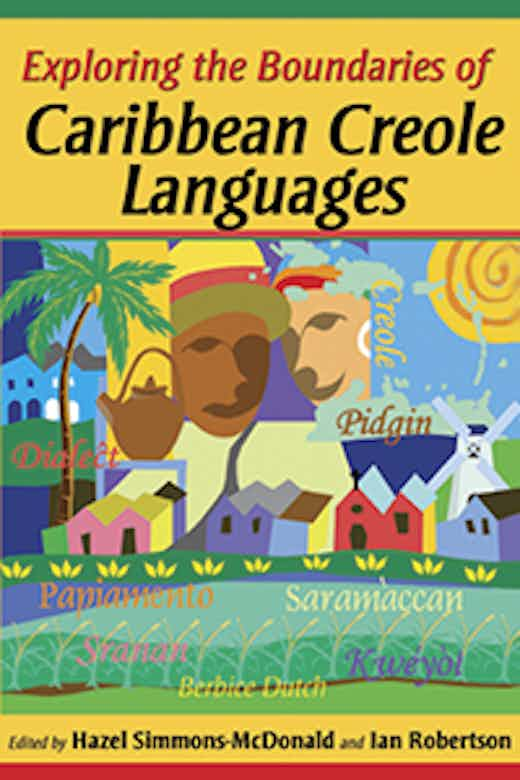 Exploring the Boundaries of
Caribbean Creole
Languages
Creole
Pidgin
Dialect
Papiamento
Saramaccan
Sranan
Kwéyòl
Berbice Dutch
Edited by Hazel Simmons-McDonald and Ian Robertson